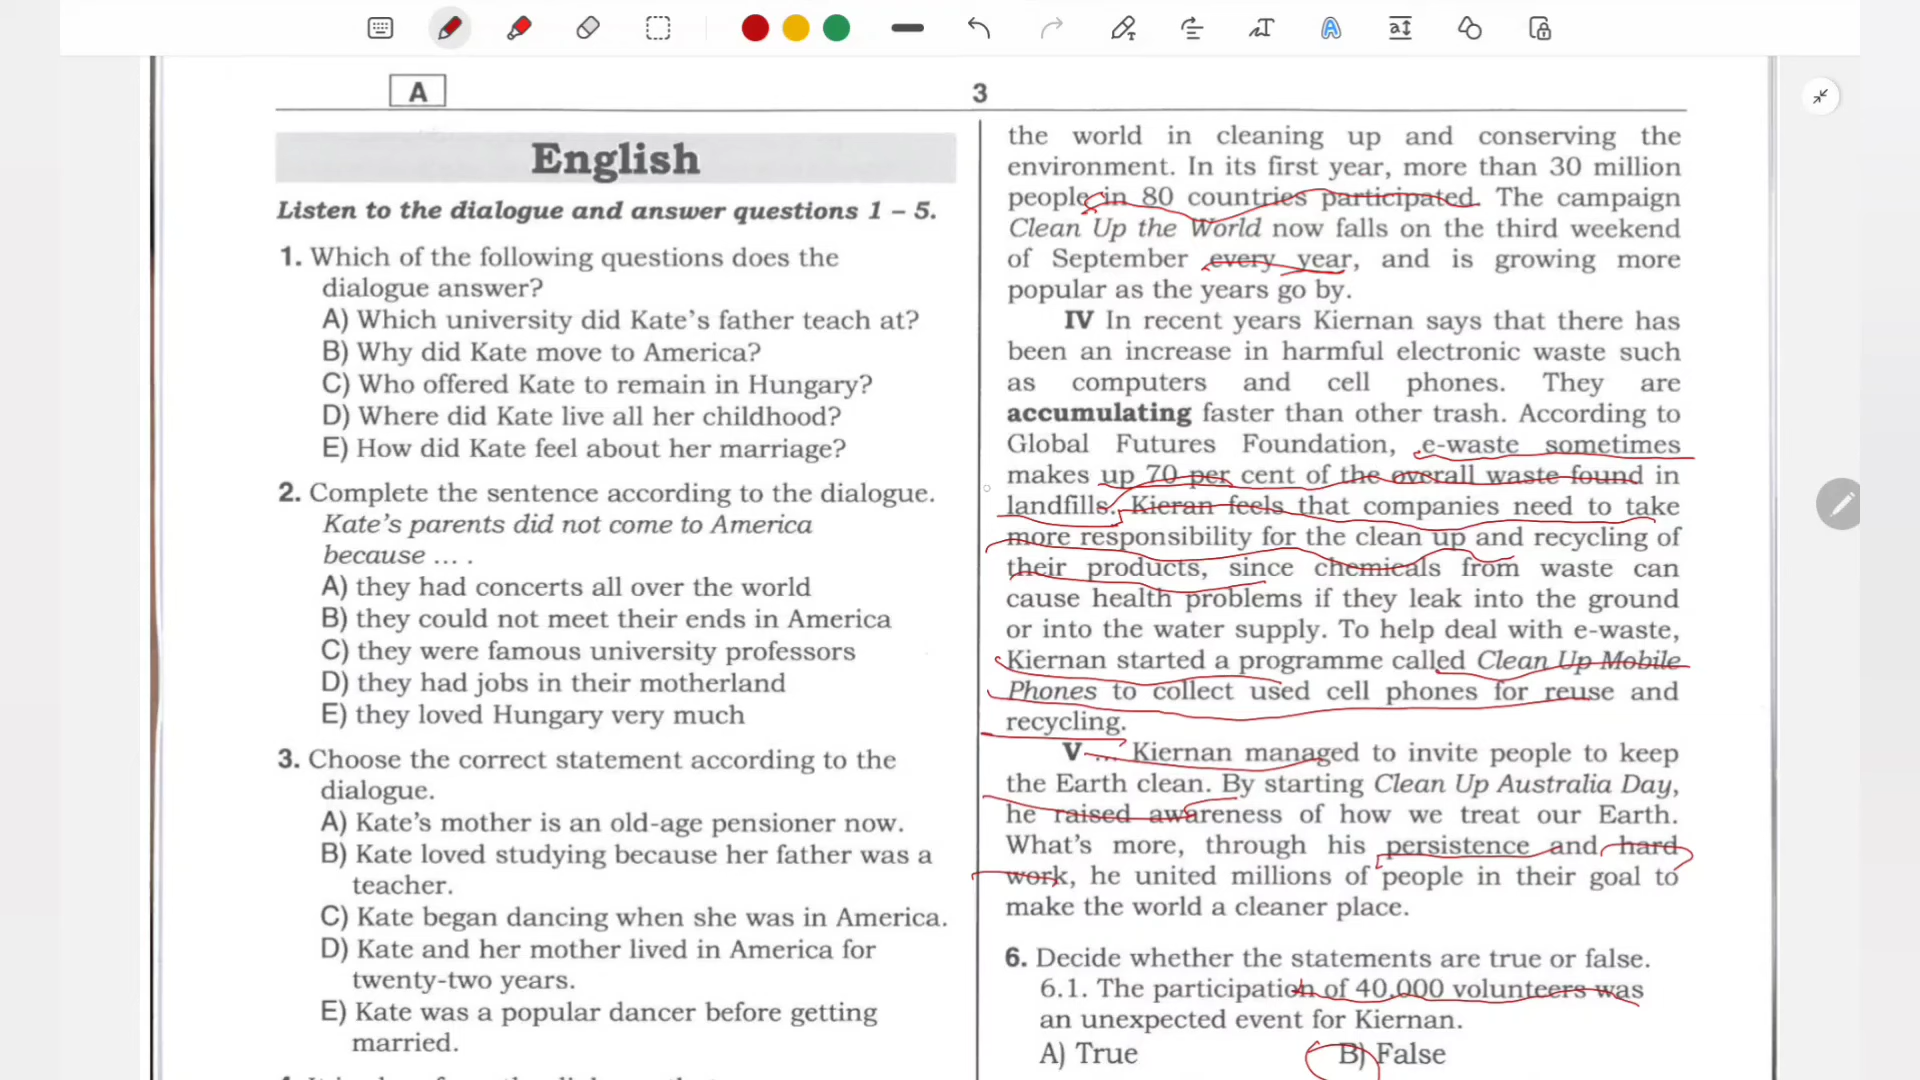 A
3
English
Listen to the dialogue and answer questions 1 – 5.
1. Which of the following questions does the
dialogue answer?
A) Which university did Kate's father teach at?
B) Why did Kate move to America?
C) Who offered Kate to remain in Hungary?
D) Where did Kate live all her childhood?
E) How did Kate feel about her marriage?
2. Complete the sentence according to the dialogue.
Kate's parents did not come to America
because ... .
A) they had concerts all over the world
B) they could not meet their ends in America
C) they were famous university professors
D) they had jobs in their motherland
E) they loved Hungary very much
3. Choose the correct statement according to the
dialogue.
A) Kate's mother is an old-age pensioner now.
B) Kate loved studying because her father was a
teacher.
C) Kate began dancing when she was in America.
D) Kate and her mother lived in America for
twenty-two years.
E) Kate was a popular dancer before getting
married.
the world in cleaning up and conserving the
environment. In its first year, more than 30 million
people in 80 countries participated. The campaign
Clean Up the World now falls on the third weekend
of September every year, and is growing more
popular as the years go by.
IV In recent years Kiernan says that there has
been an increase in harmful electronic waste such
as computers and cell phones. They are
accumulating faster than other trash. According to
Global Futures Foundation, e-waste sometimes
makes up 70 per cent of the overall waste found in
landfills. Kieran feels that companies need to take
more responsibility for the clean up and recycling of
their products, since chemicals from waste can
cause health problems if they leak into the ground
or into the water supply. To help deal with e-waste,
Kiernan started a programme called Clean Up Mobile
Phones to collect used cell phones for reuse and
recycling.
V ... Kiernan managed to invite people to keep
the Earth clean. By starting Clean Up Australia Day,
he raised awareness of how we treat our Earth.
What's more, through his persistence and hard
work, he united millions of people in their goal to
make the world a cleaner place.
6. Decide whether the statements are true or false.
6.1. The participation of 40,000 volunteers was
an unexpected event for Kiernan.
A) True B) False